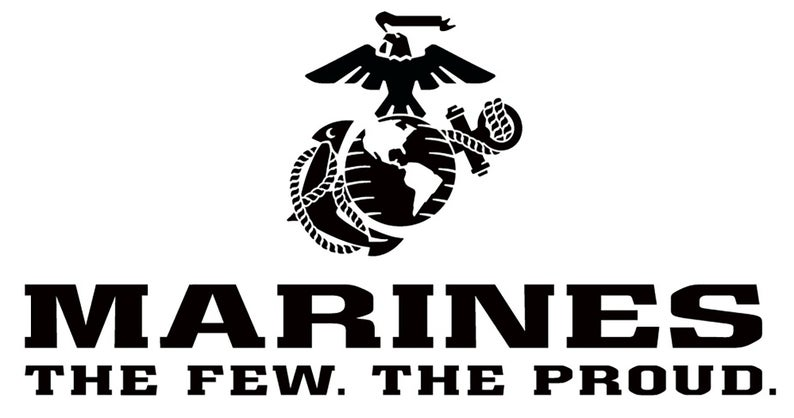 MARINES
THE FEW. THE PROUD.